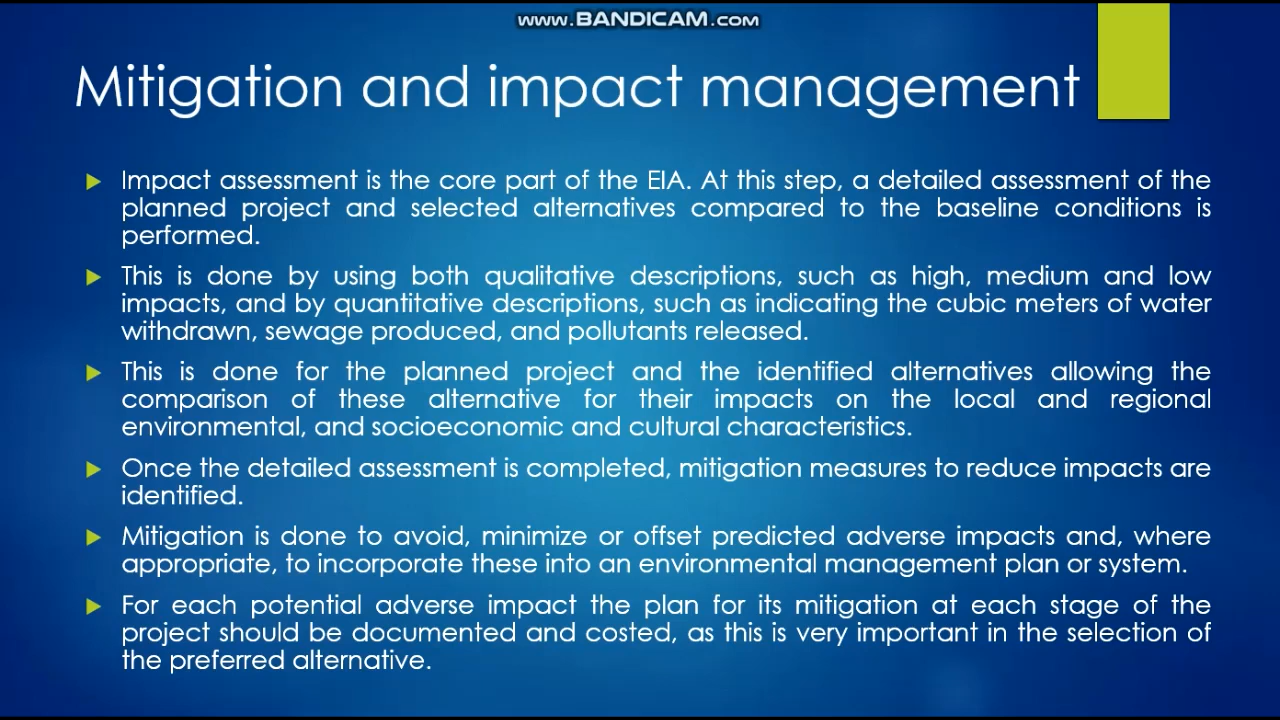 www.BANDICAM.com
Mitigation and impact management
Impact assessment is the core part of the EIA. At this step, a detailed assessment of the
planned project and selected alternatives compared to the baseline conditions is
performed.
This is done by using both qualitative descriptions, such as high, medium and low
impacts, and by quantitative descriptions, such as indicating the cubic meters of water
withdrawn, sewage produced, and pollutants released.
This is done for the planned project and the identified alternatives allowing the
comparison of these alternative for their impacts on the local and regional
environmental, and socioeconomic and cultural characteristics.
Once the detailed assessment is completed, mitigation measures to reduce impacts are
identified.
Mitigation is done to avoid, minimize or offset predicted adverse impacts and, where
appropriate, to incorporate these into an environmental management plan or system.
For each potential adverse impact the plan for its mitigation at each stage of the
project should be documented and costed, as this is very important in the selection of
the preferred alternative.